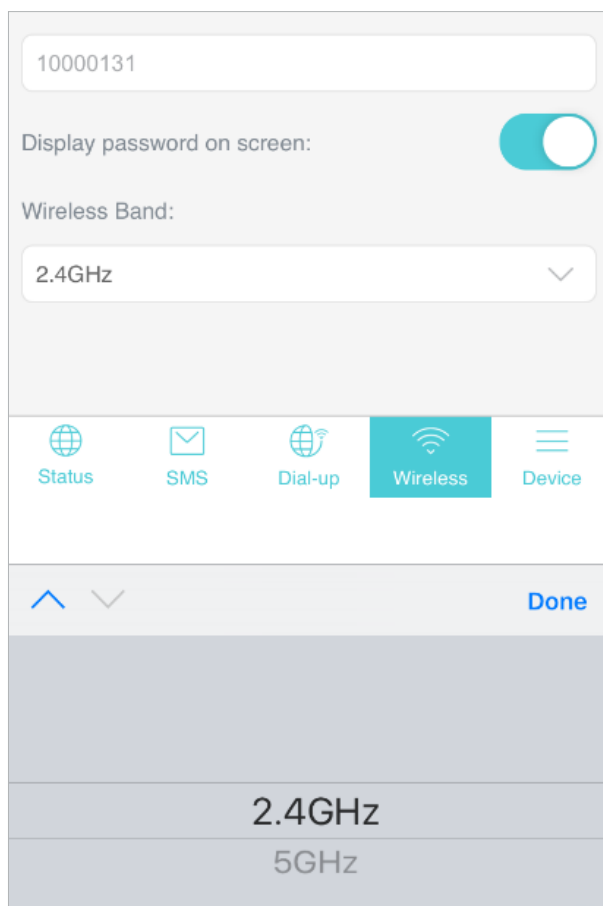 10000131
Display password on screen:
Wireless Band:
2.4GHz
Status SMS Dial-up Wireless Device
Done
2.4GHz
5GHz